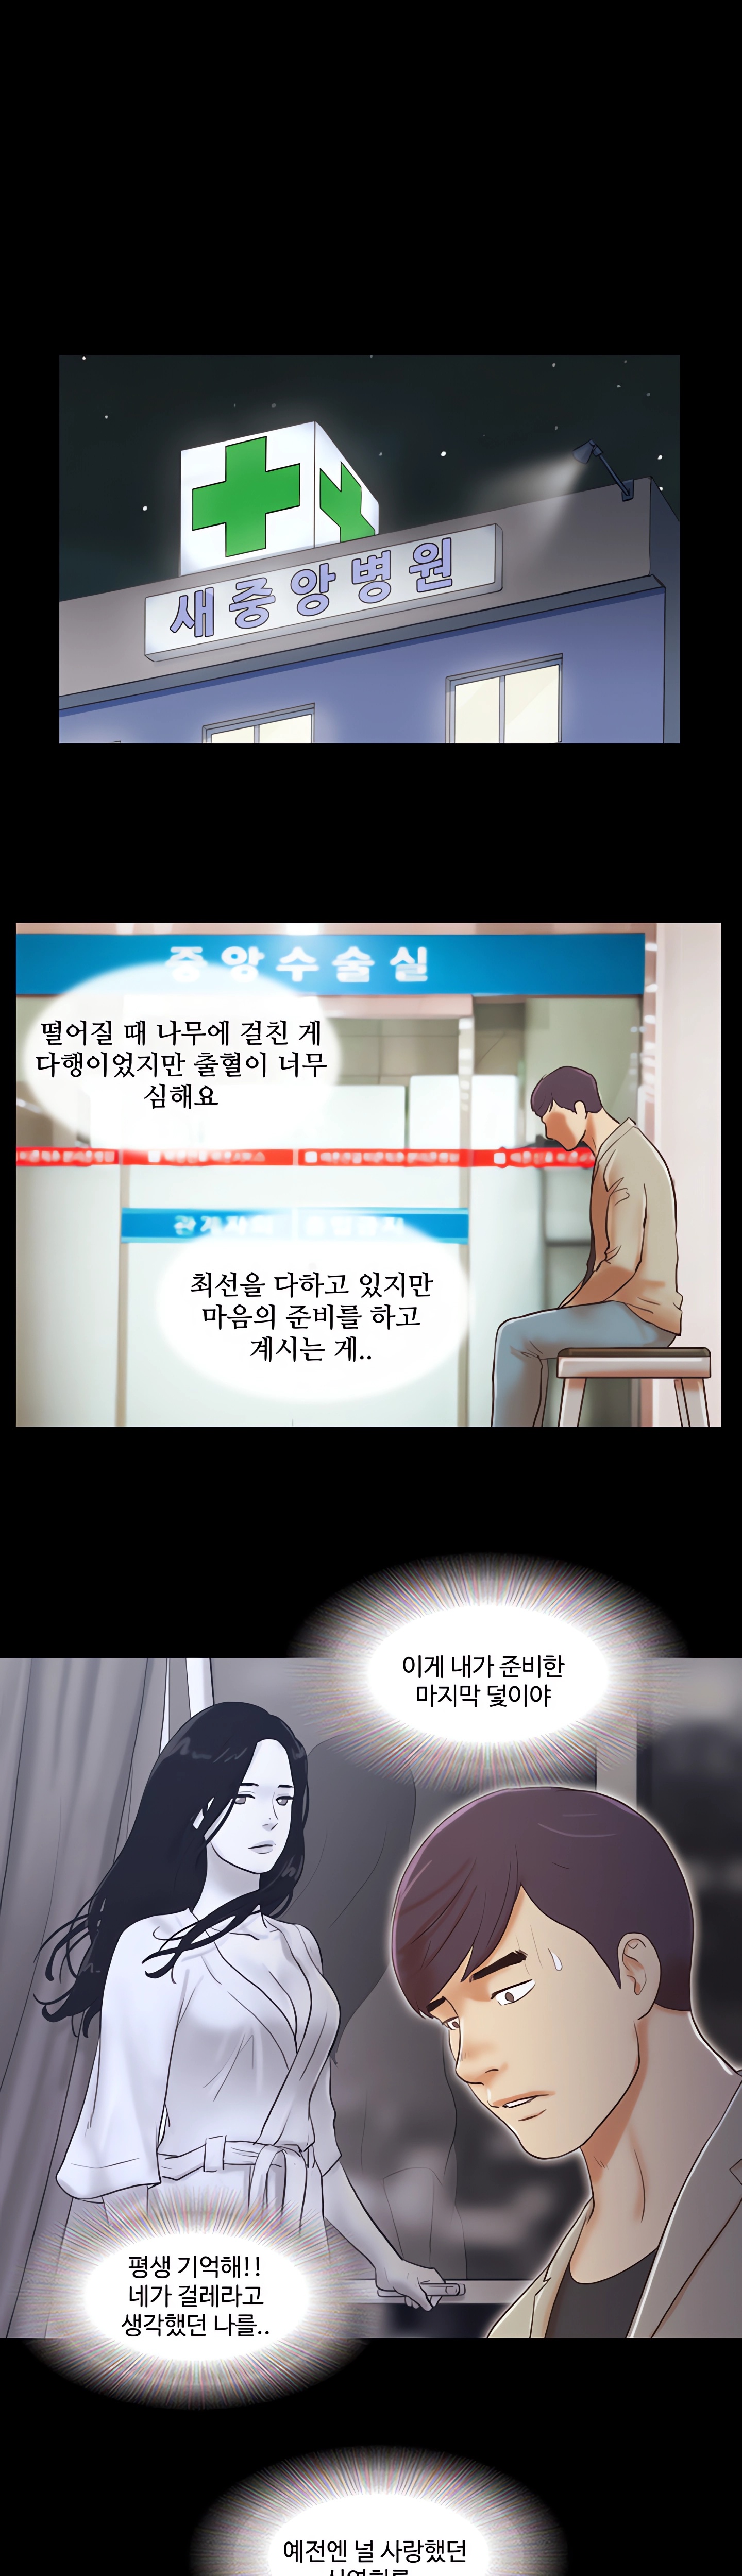 새중앙병원
중앙수술실
떨어질 때 나무에 걸친 게
다행이었지만 출혈이 너무
심해요
최선을 다하고 있지만
마음의 준비를 하고
계시는 게..
이게 내가 준비한
마지막 덫이야
평생 기억해!!
네가 걸레라고
생각했던 나를..
예전엔 널 사랑했던